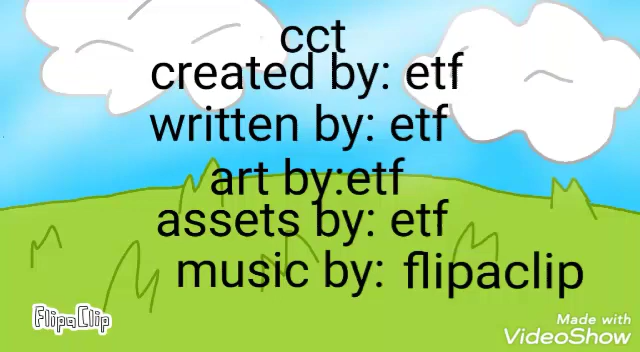 cct
created by: etf
written by: etf
art by:etf
assets by: etf
music by: flipaclip
FlipaClip
Made with
VideoShow